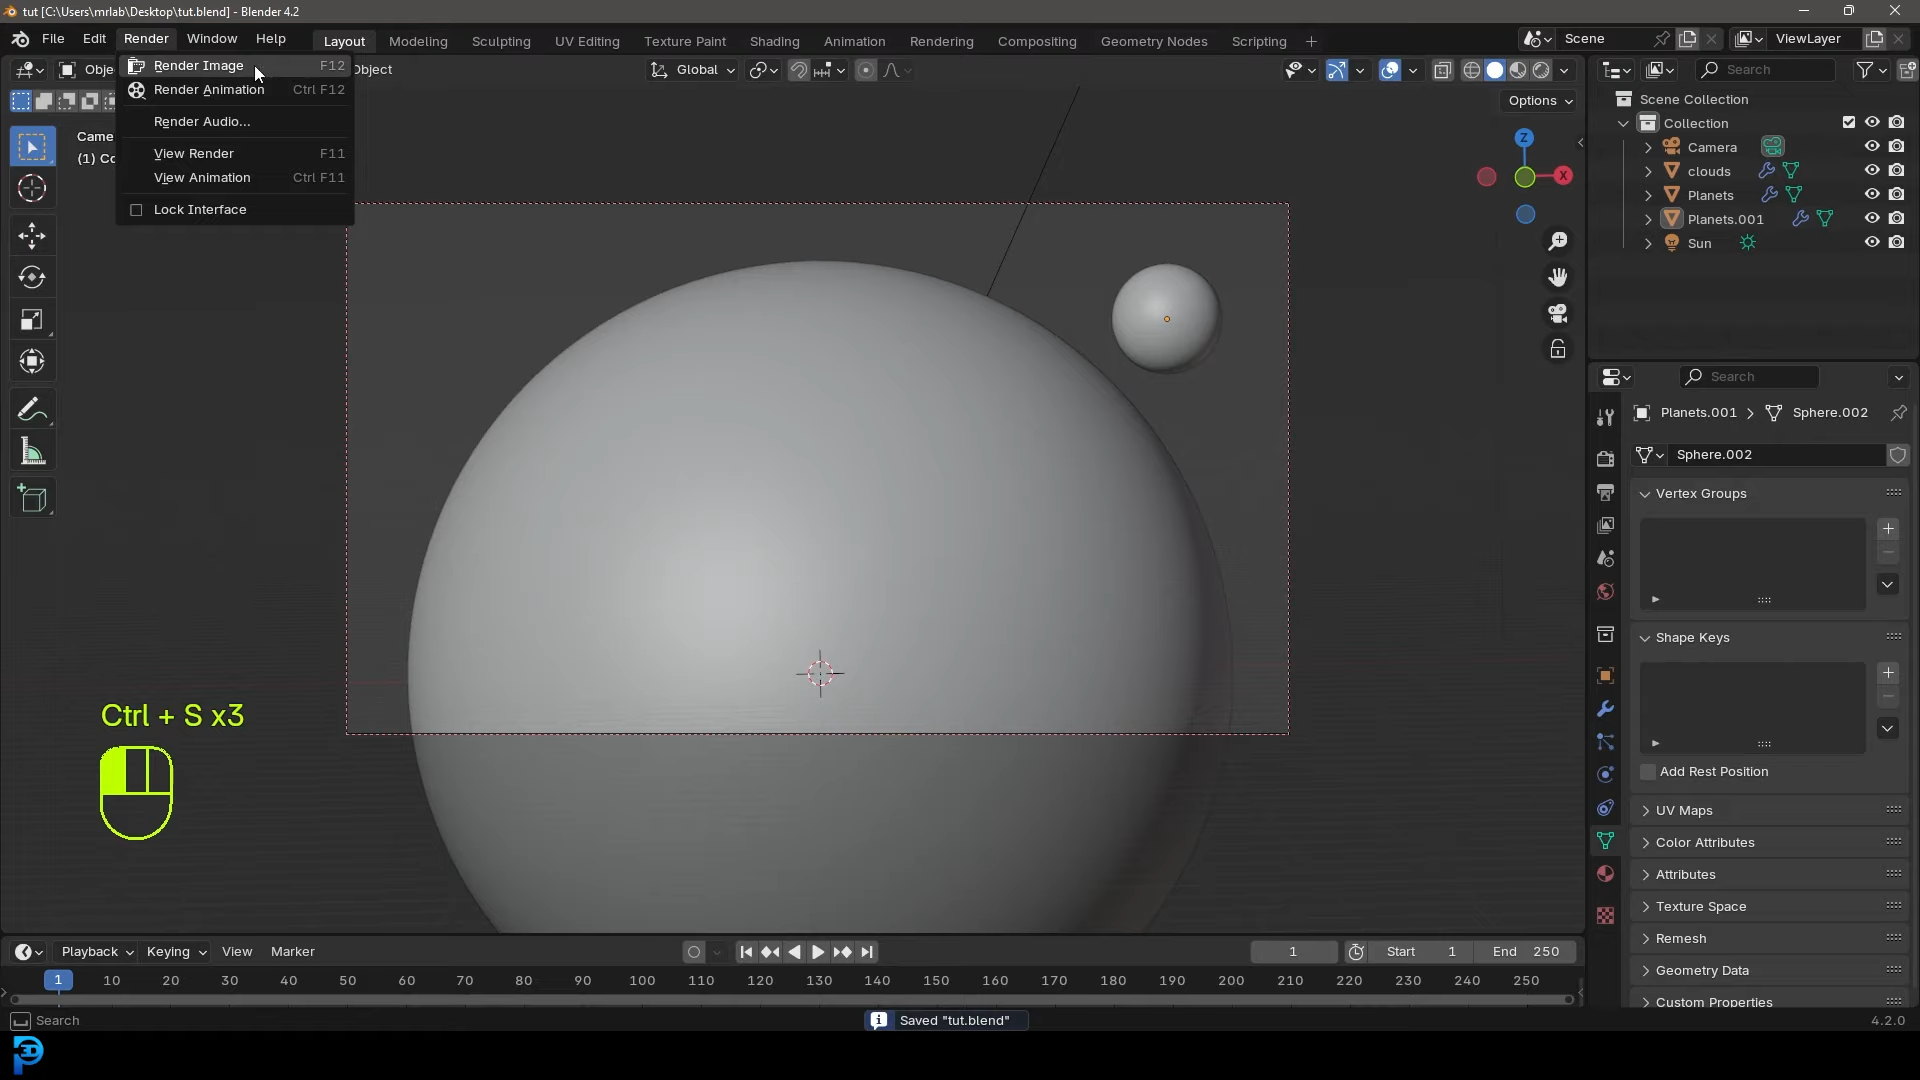 tut [C:\Users\mrlab\Desktop\tut.blend] - Blender 4.2
File Edit Render Window Help Layout Modeling Sculpting UV Editing Texture Paint Shading Animation Rendering Compositing Geometry Nodes Scripting + Scene ViewLayer
Render Image F12
Render Animation Ctrl F12
Render Audio...
View Render F11
View Animation Ctrl F11
Lock Interface
Obje
Object
Global
Search
Options
Came
(1) Co
Z
X
Scene Collection
Collection
Camera
clouds
Planets
Planets.001
Sun
Search
Planets.001 > Sphere.002
Sphere.002
Vertex Groups
Shape Keys
Add Rest Position
UV Maps
Color Attributes
Attributes
Texture Space
Remesh
Geometry Data
Custom Properties
Ctrl + S x3
Playback Keying View Marker 1 Start 1 End 250
1 10 20 30 40 50 60 70 80 90 100 110 120 130 140 150 160 170 180 190 200 210 220 230 240 250
Search Saved "tut.blend" 4.2.0